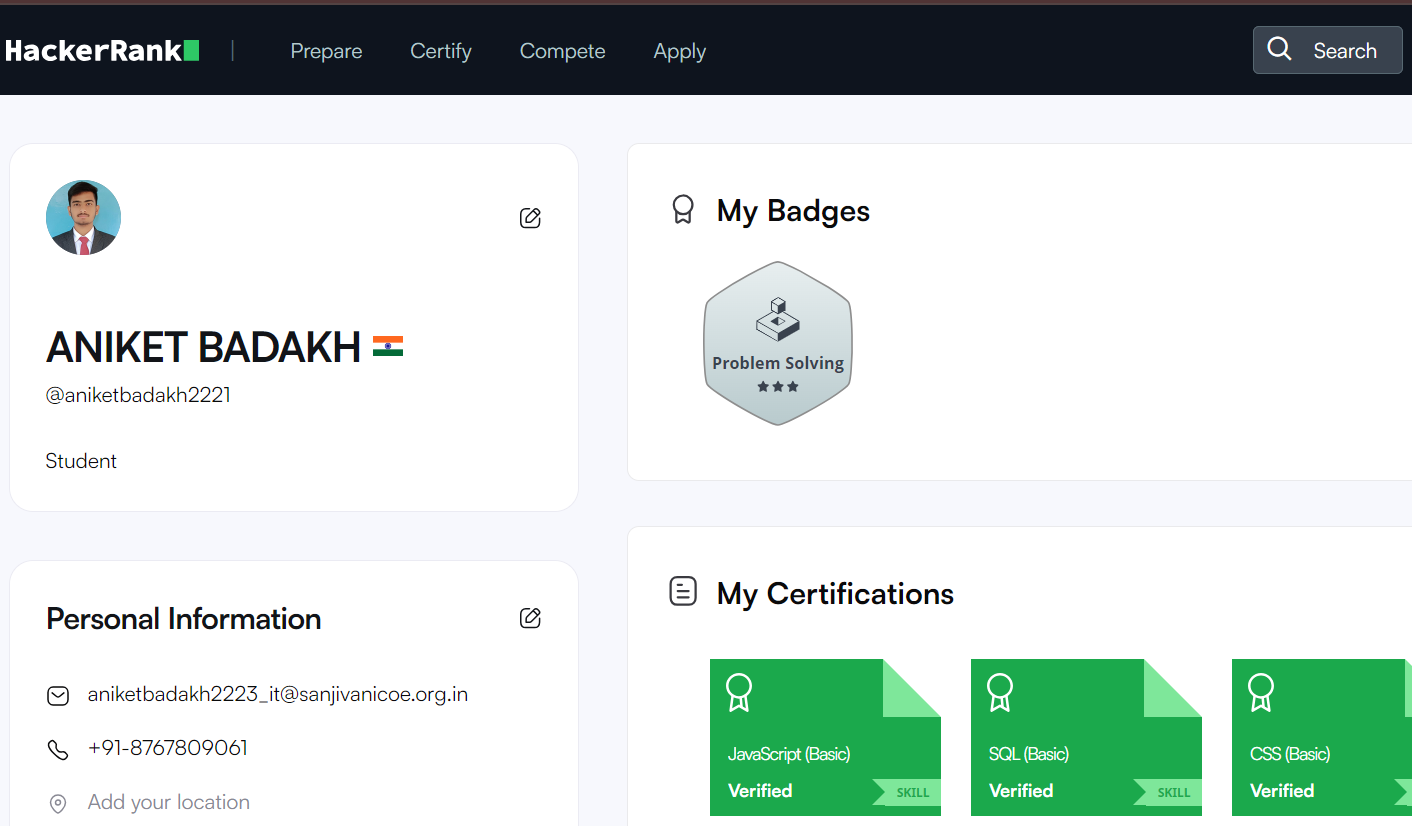 HackerRank
Prepare
Certify
Compete
Apply
Search
ANIKET BADAKH
@aniketbadakh2221
Student
Personal Information
aniketbadakh2223_it@sanjivanicoe.org.in
+91-8767809061
Add your location
My Badges
Problem Solving
My Certifications
JavaScript (Basic)
Verified
SKILL
SQL (Basic)
Verified
SKILL
CSS (Basic)
Verified